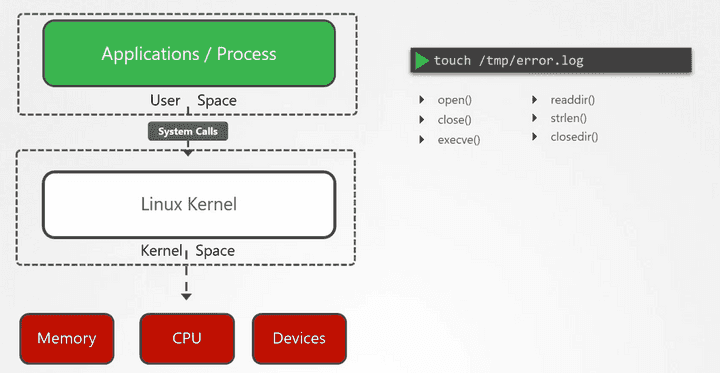 Applications / Process
User Space
System Calls
Linux Kernel
Kernel Space
Memory
CPU
Devices
touch /tmp/error.log
open()
close()
execve()
readdir()
strlen()
closedir()